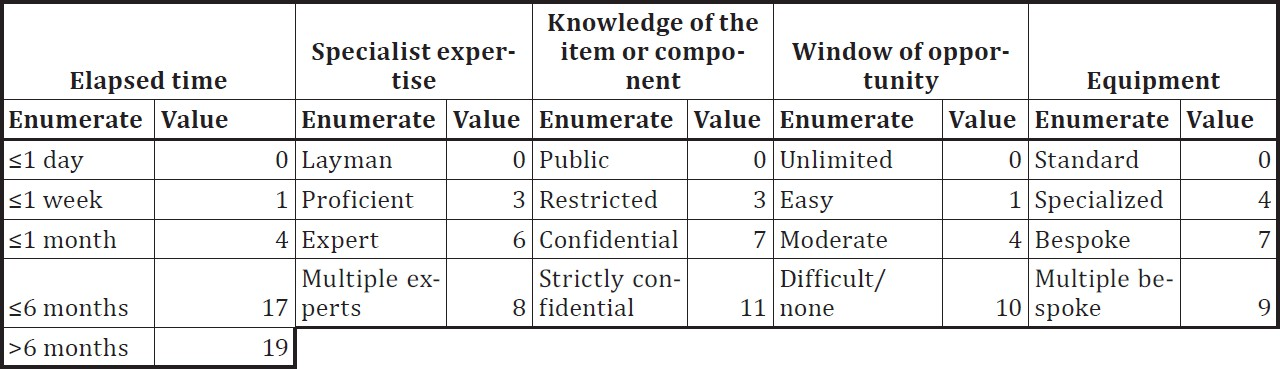 Elapsed time
Specialist exper-
tise
Knowledge of the
item or compo-
nent
Window of oppor-
tunity
Equipment
Enumerate Value Enumerate Value Enumerate Value Enumerate Value Enumerate Value
≤1 day 0 Layman 0 Public 0 Unlimited 0 Standard 0
≤1 week 1 Proficient 3 Restricted 3 Easy 1 Specialized 4
≤1 month 4 Expert 6 Confidential 7 Moderate 4 Bespoke 7
≤6 months 17
Multiple ex-
perts 8
Strictly con-
fidential 11
Difficult/
none 10
Multiple be-
spoke 9
>6 months 19